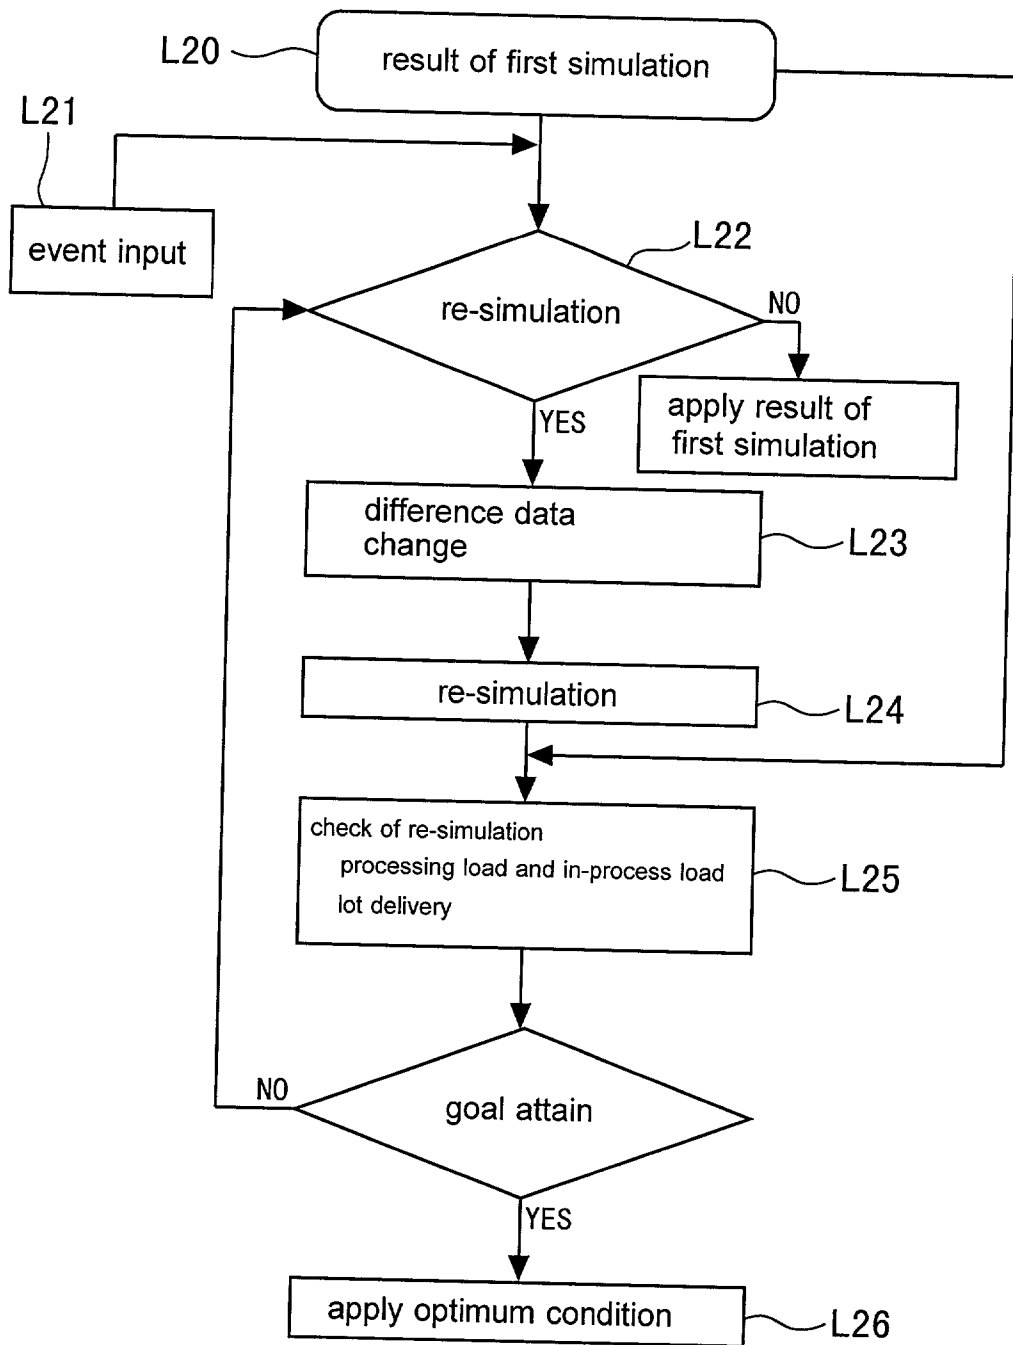 L20
result of first simulation
L21
event input
L22
re-simulation
NO
apply result of
first simulation
YES
difference data
change
L23
re-simulation
L24
check of re-simulation
processing load and in-process load
lot delivery
L25
goal attain
NO
YES
apply optimum condition
L26